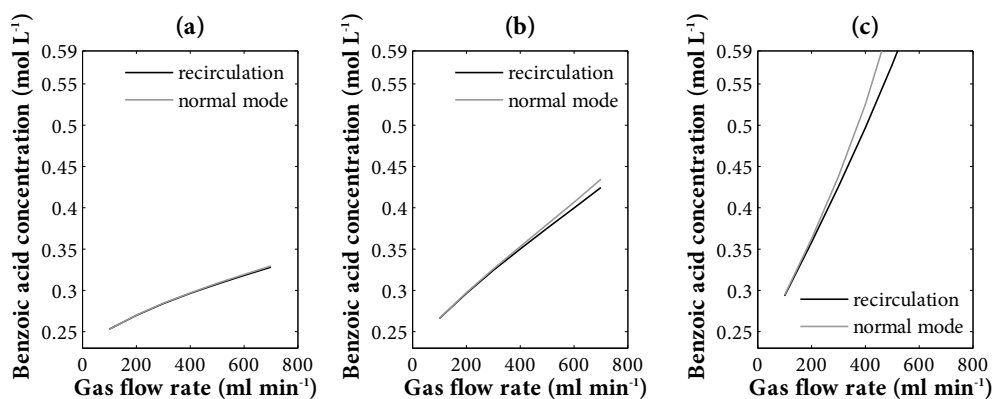 (a)
Benzoic acid concentration (mol L⁻¹)
0.59
0.55
0.5
0.45
0.4
0.35
0.3
0.25
recirculation
normal mode
0 200 400 600 800
Gas flow rate (ml min⁻¹)
(b)
Benzoic acid concentration (mol L⁻¹)
0.59
0.55
0.5
0.45
0.4
0.35
0.3
0.25
recirculation
normal mode
0 200 400 600 800
Gas flow rate (ml min⁻¹)
(c)
Benzoic acid concentration (mol L⁻¹)
0.59
0.55
0.5
0.45
0.4
0.35
0.3
0.25
recirculation
normal mode
0 200 400 600 800
Gas flow rate (ml min⁻¹)